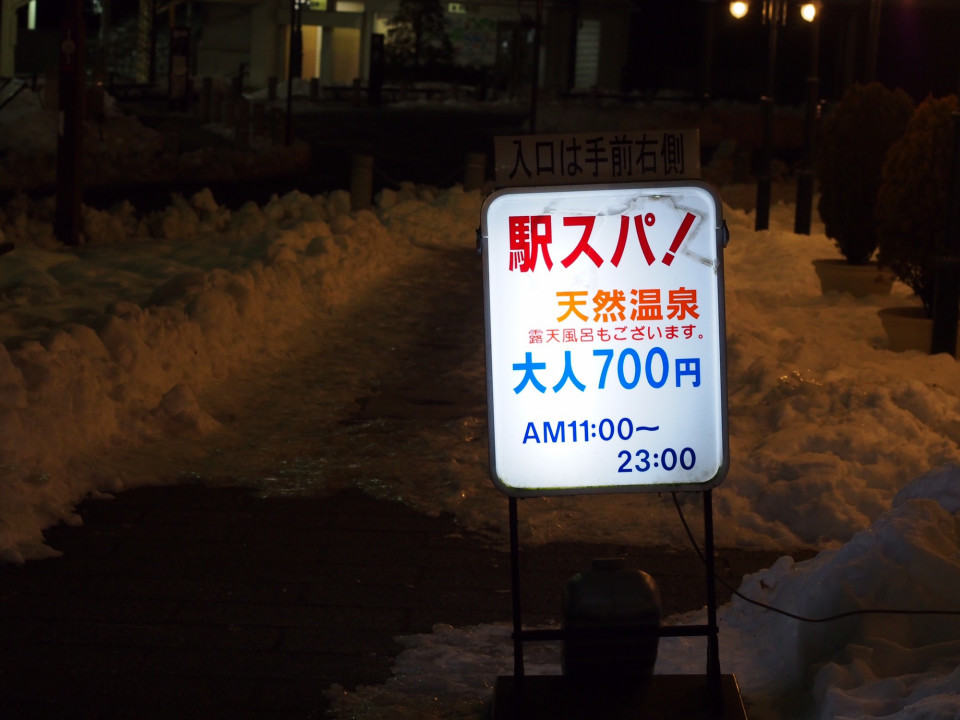 入口は手前右側
駅スパ!
天然温泉
露天風呂もございます。
大人700円
AM11:00〜
23:00